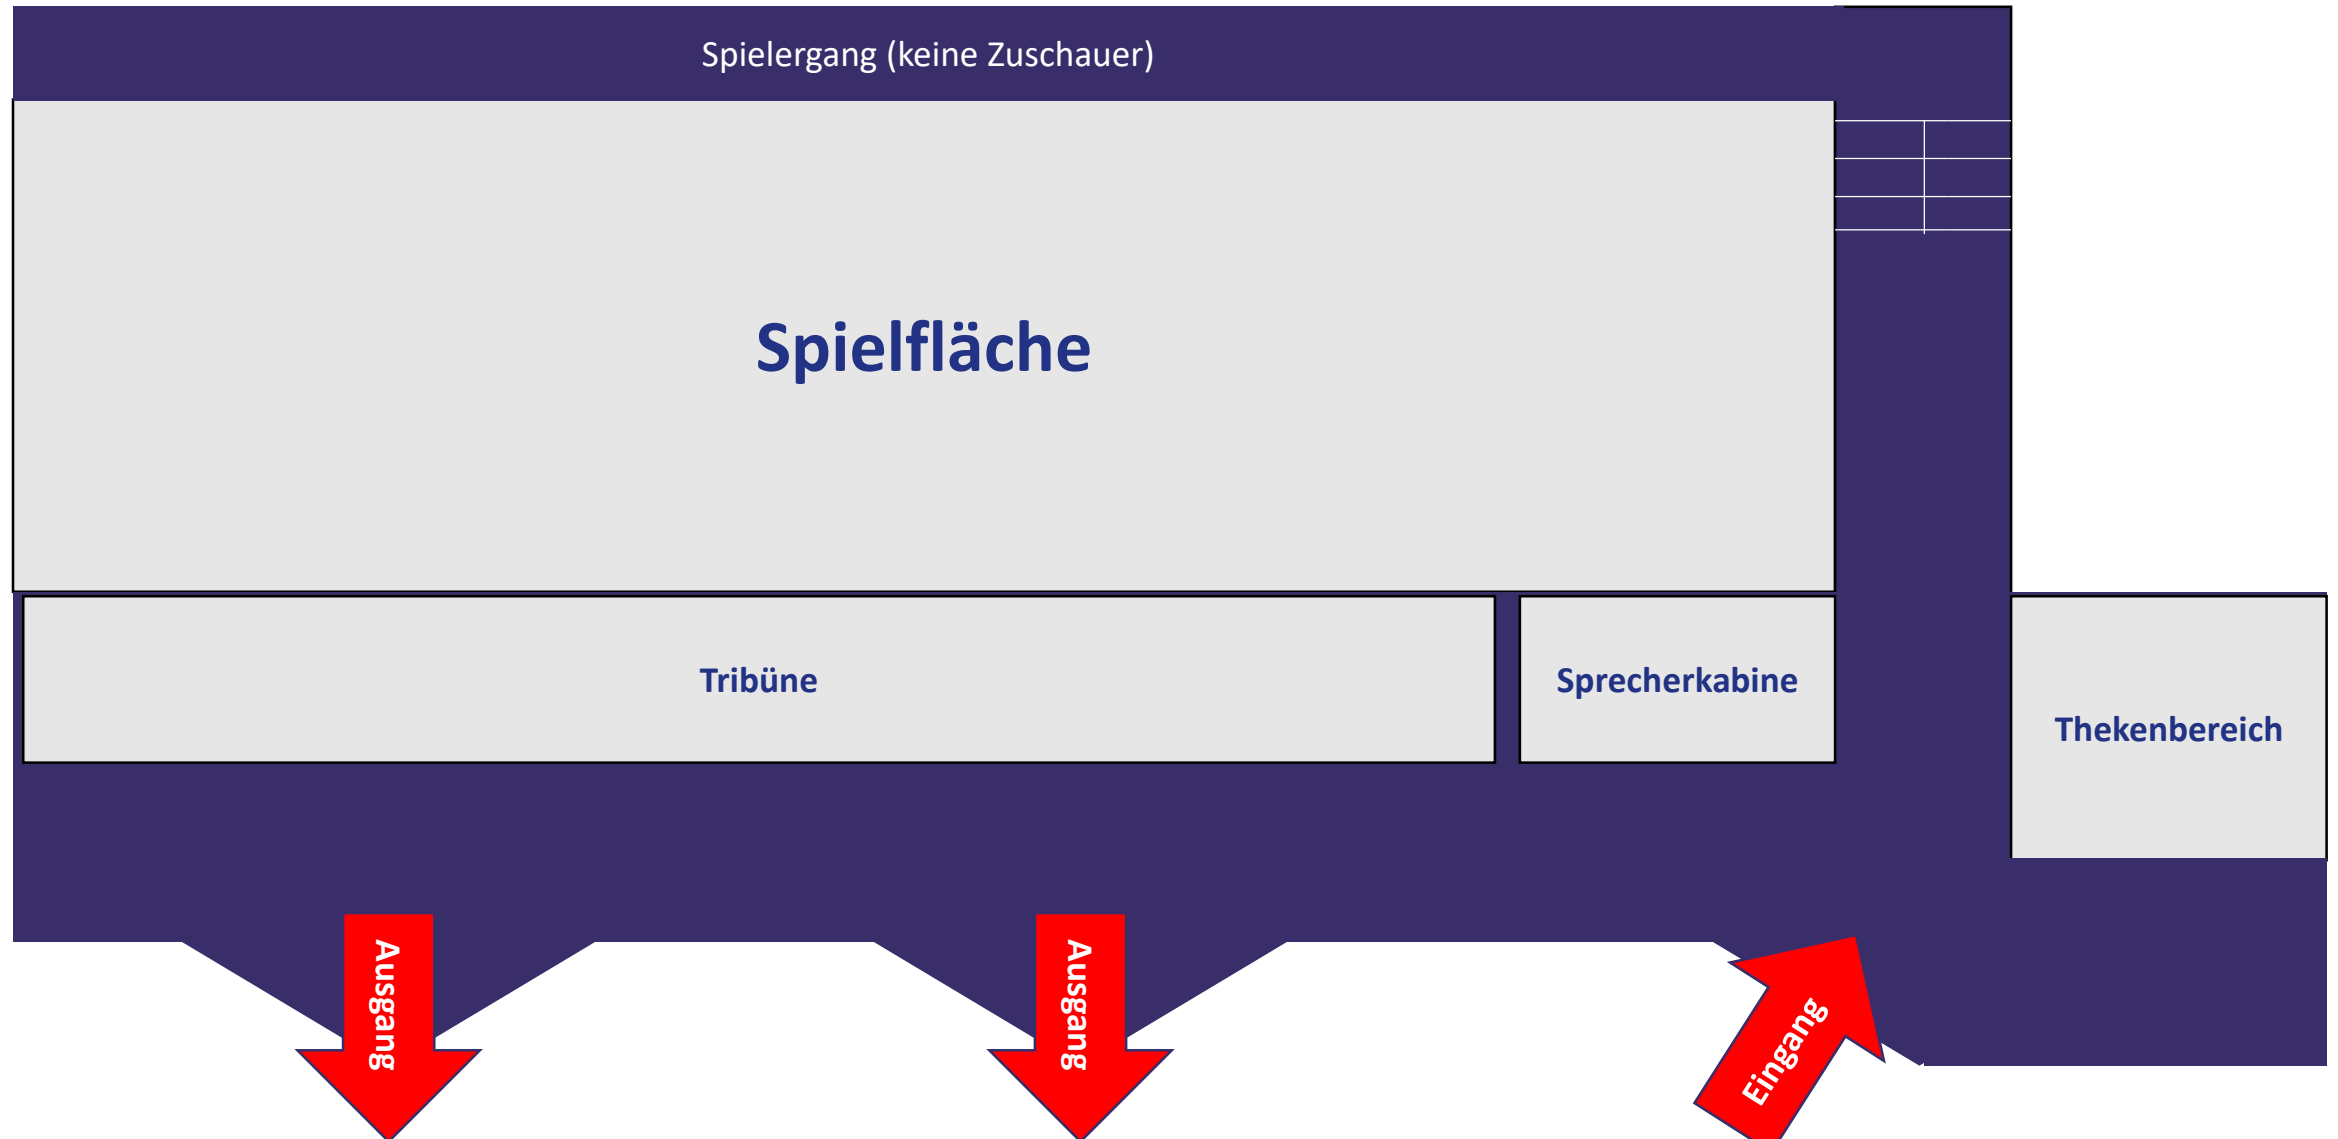 Spielergang (keine Zuschauer)
Spielfläche
Tribüne
Sprecherkabine
Thekenbereich
Ausgang
Ausgang
Eingang